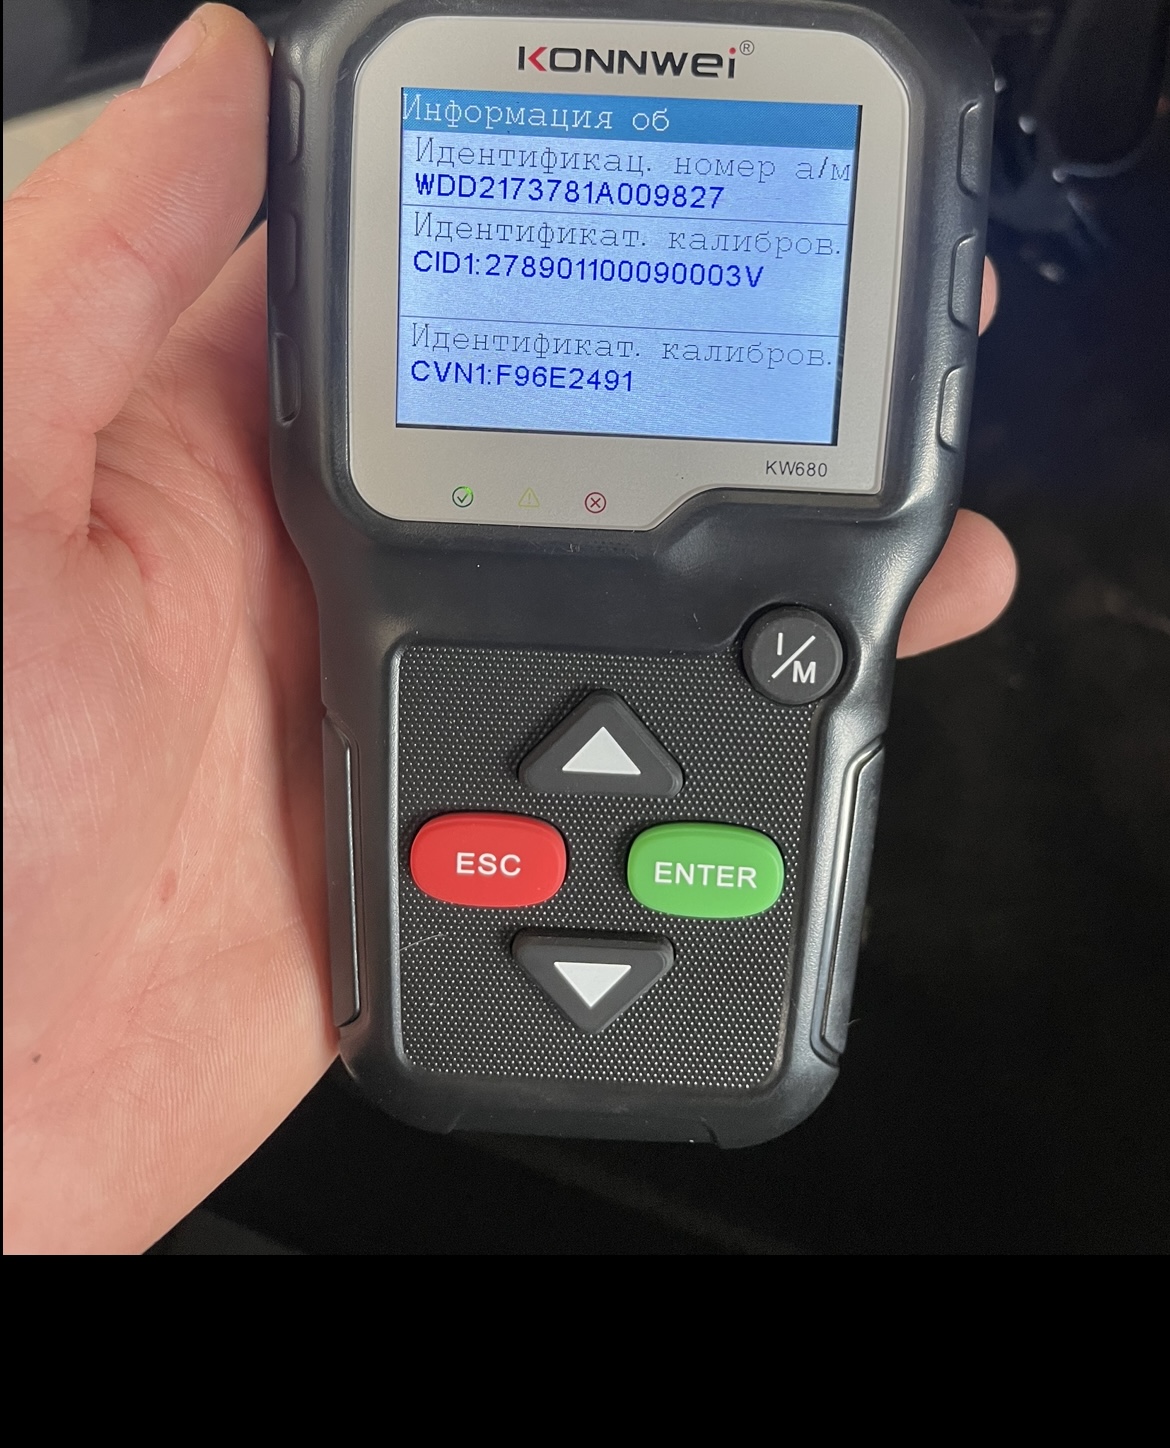 KONNWEI®
Информация об
Идентификац. номер а/м
WDD2173781A009827
Идентификат. калибров.
CID1:278901100090003V
Идентификат. калибров.
CVN1:F96E2491
KW680
I/M
ESC
ENTER